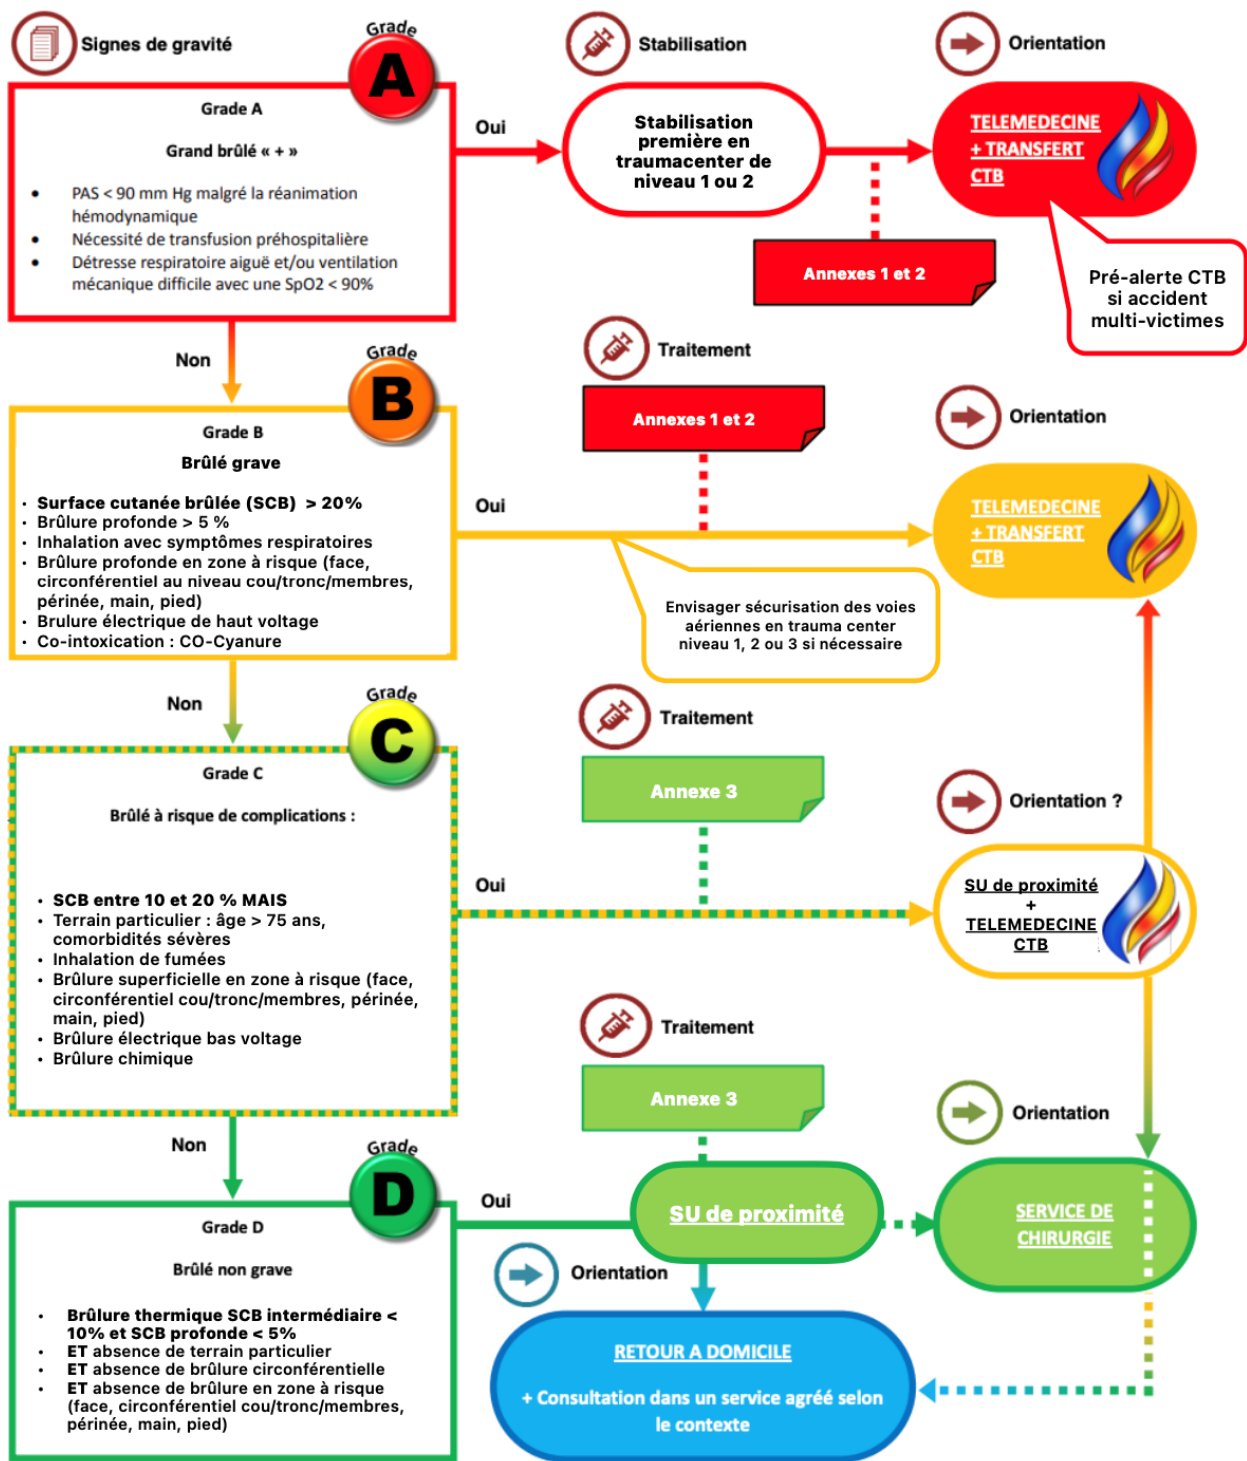 Signes de gravité
Grade
A
Stabilisation
Orientation
Grade A
Grand brûlé « + »
• PAS < 90 mm Hg malgré la réanimation
hémodynamique
• Nécessité de transfusion préhospitalière
• Détresse respiratoire aiguë et/ou ventilation
mécanique difficile avec une SpO2 < 90%
Oui
Stabilisation
première en
traumacenter de
niveau 1 ou 2
TELEMEDECINE
+ TRANSFERT
CTB
Annexes 1 et 2
Pré-alerte CTB
si accident
multi-victimes
Non
Grade
B
Traitement
Annexes 1 et 2
Orientation
Grade B
Brûlé grave
• Surface cutanée brûlée (SCB) > 20%
• Brûlure profonde > 5 %
• Inhalation avec symptômes respiratoires
• Brûlure profonde en zone à risque (face,
circonférentiel au niveau cou/tronc/membres,
périnée, main, pied)
• Brulure électrique de haut voltage
• Co-intoxication : CO-Cyanure
Oui
TELEMEDECINE
+ TRANSFERT
CTB
Envisager sécurisation des voies
aériennes en trauma center
niveau 1, 2 ou 3 si nécessaire
Non
Grade
C
Traitement
Annexe 3
Orientation ?
Grade C
Brûlé à risque de complications :
• SCB entre 10 et 20 % MAIS
• Terrain particulier : âge > 75 ans,
comorbidités sévères
• Inhalation de fumées
• Brûlure superficielle en zone à risque (face,
circonférentiel cou/tronc/membres, périnée,
main, pied)
• Brûlure électrique bas voltage
• Brûlure chimique
Oui
SU de proximité
+
TELEMEDECINE
CTB
Traitement
Annexe 3
Orientation
Non
Grade
D
Grade D
Brûlé non grave
• Brûlure thermique SCB intermédiaire <
10% et SCB profonde < 5%
• ET absence de terrain particulier
• ET absence de brûlure circonférentielle
• ET absence de brûlure en zone à risque
(face, circonférentiel cou/tronc/membres,
périnée, main, pied)
Oui
SU de proximité
SERVICE DE
CHIRURGIE
Orientation
RETOUR A DOMICILE
+ Consultation dans un service agréé selon
le contexte